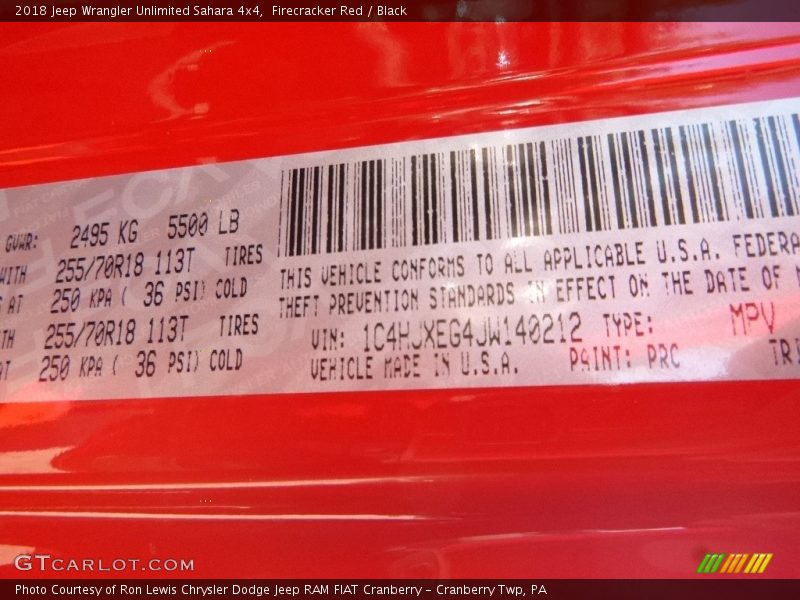 2018 Jeep Wrangler Unlimited Sahara 4x4,  Firecracker Red / Black
GVWR: 2495 KG 5500 LB
WITH 255/70R18 113T TIRES
AT 250 KPA ( 36 PSI) COLD
TH 255/70R18 113T TIRES
AT 250 KPA ( 36 PSI) COLD
THIS VEHICLE CONFORMS TO ALL APPLICABLE U.S.A. FEDERA
THEFT PREVENTION STANDARDS IN EFFECT ON THE DATE OF M
VIN: 1C4HJXEG4JW140212 TYPE: MPV
VEHICLE MADE IN U.S.A. PAINT: PRC TRI
GTCARLOT.COM
Photo Courtesy of Ron Lewis Chrysler Dodge Jeep RAM FIAT Cranberry – Cranberry Twp, PA